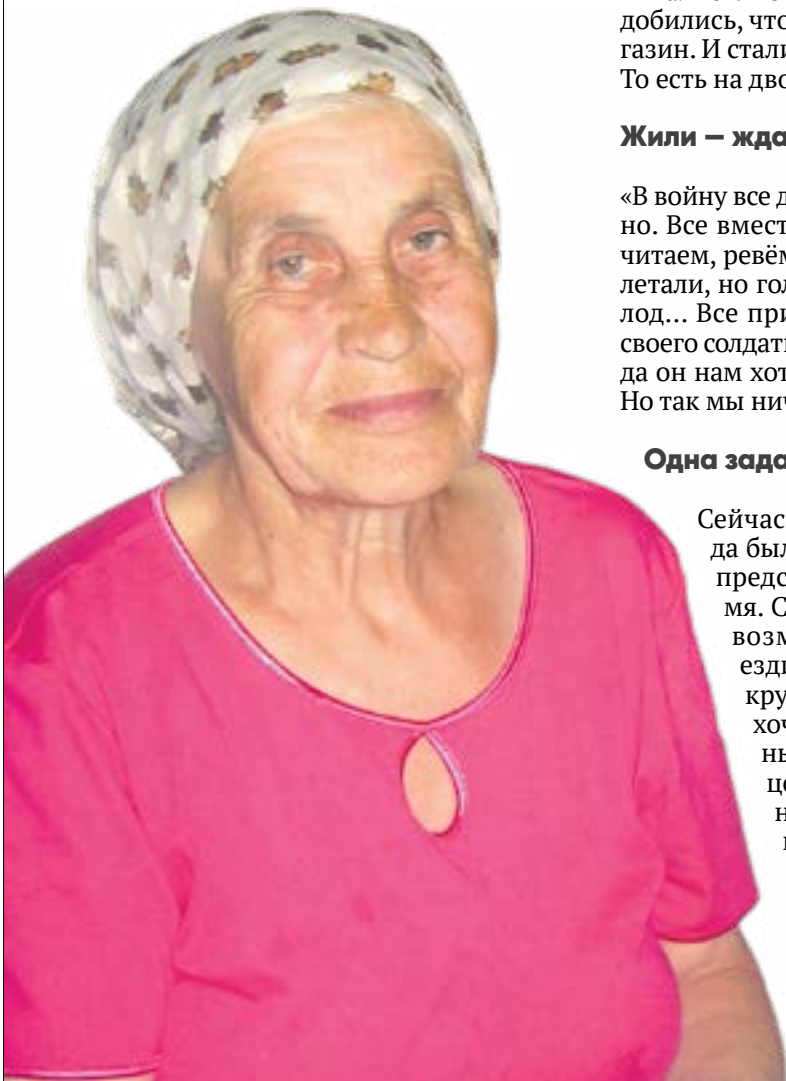 добились, что
газин. И стали
То есть на дво
Жили – жда
«В войну все д
но. Все вмест
читаем, ревём
летали, но гол
лод… Все при
своего солдат
да он нам хот
Но так мы нич
Одна зада
Сейчас
да был
предс
мя. С
возм
езди
кру
хоч
ны
це
н